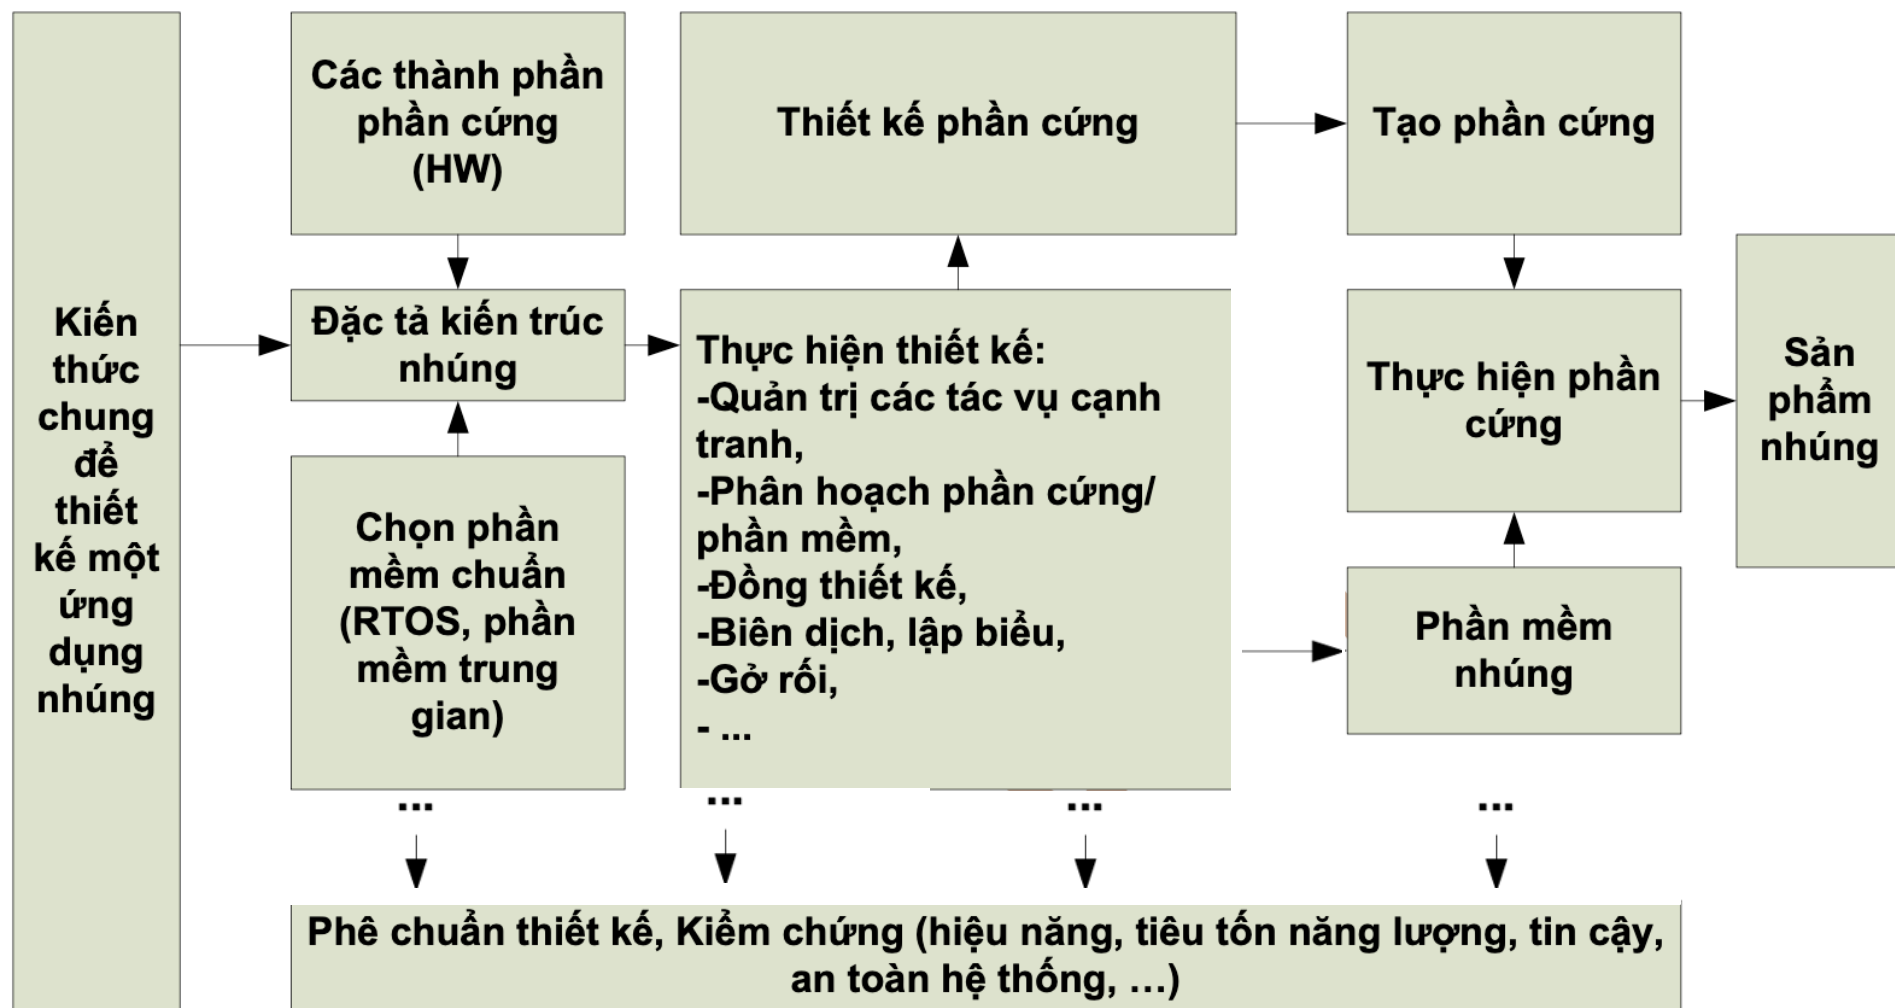 Kiến
thức
chung
để
thiết
kế một
ứng
dụng
nhúng
Các thành phần
phần cứng
(HW)
Đặc tả kiến trúc
nhúng
Chọn phần
mềm chuẩn
(RTOS, phần
mềm trung
gian)
Thiết kế phần cứng
Thực hiện thiết kế:
-Quản trị các tác vụ cạnh
tranh,
-Phân hoạch phần cứng/
phần mềm,
-Đồng thiết kế,
-Biên dịch, lập biểu,
-Gở rối,
- ...
Tạo phần cứng
Thực hiện phần
cứng
Phần mềm
nhúng
Sản
phẩm
nhúng
...
...
...
...
Phê chuẩn thiết kế, Kiểm chứng (hiệu năng, tiêu tốn năng lượng, tin cậy,
an toàn hệ thống, ...)